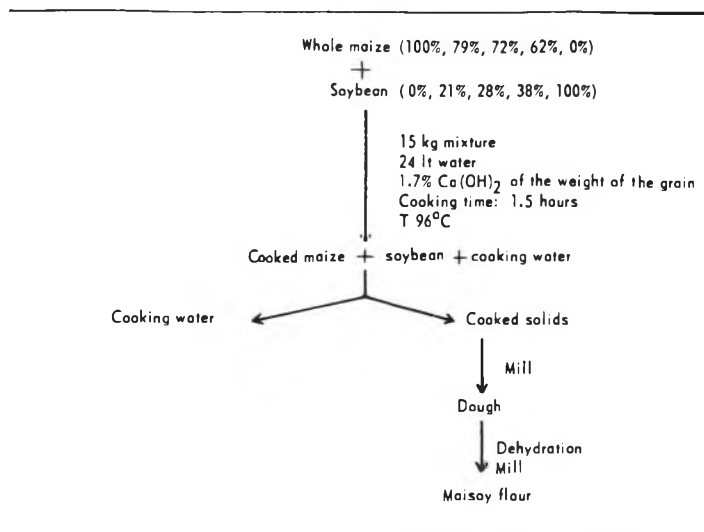 Whole maize (100%, 79%, 72%, 62%, 0%)
+
Soybean (0%, 21%, 28%, 38%, 100%)
15 kg mixture
24 lt water
1.7% Ca(OH)2 of the weight of the grain
Cooking time: 1.5 hours
T 96°C
Cooked maize + soybean + cooking water
Cooking water
Cooked solids
Mill
Dough
Dehydration
Mill
Maisoy flour